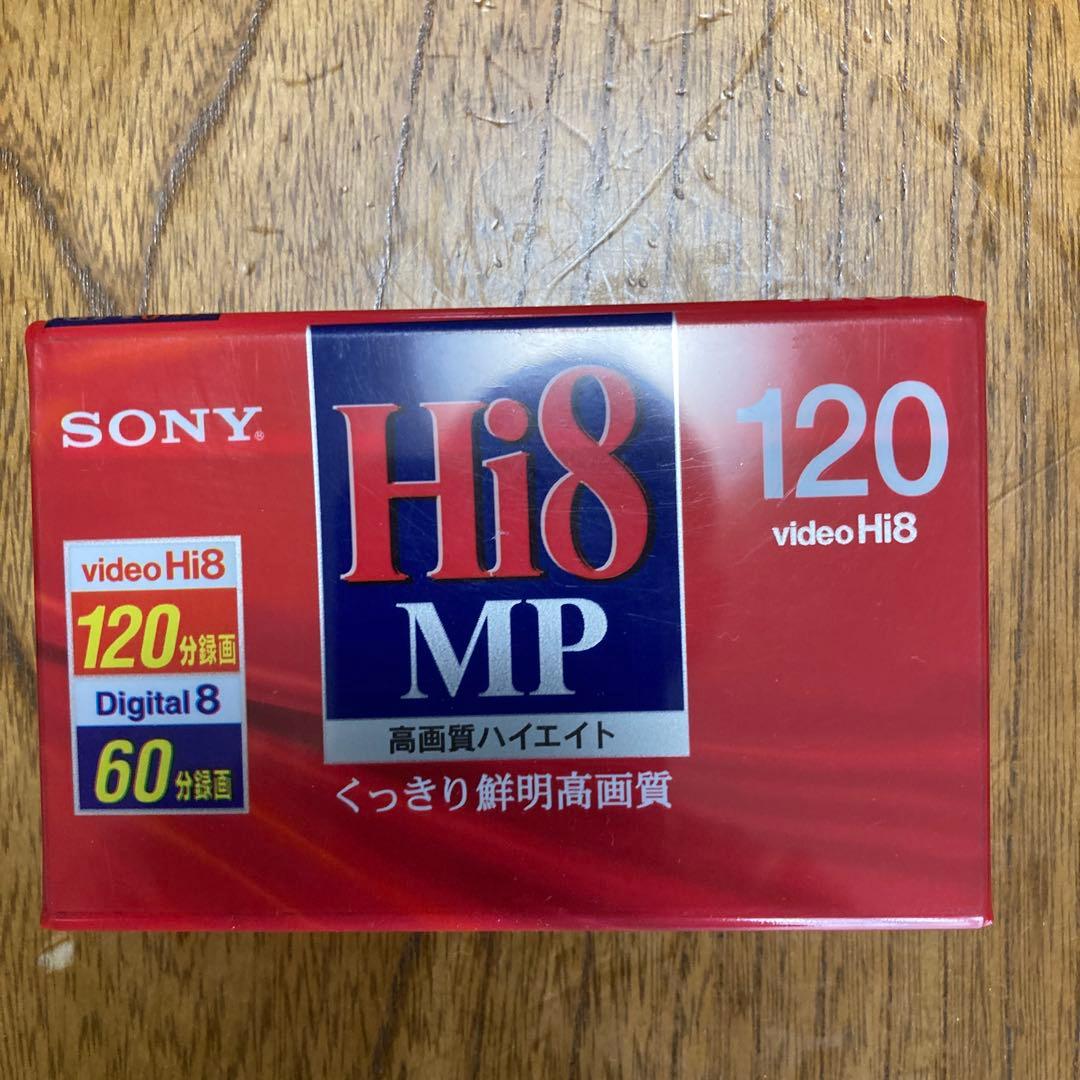 SONY®
Hi8
MP
高画質ハイエイト
くっきり鮮明高画質
120
video Hi8
video Hi8
120分録画
Digital 8
60分録画